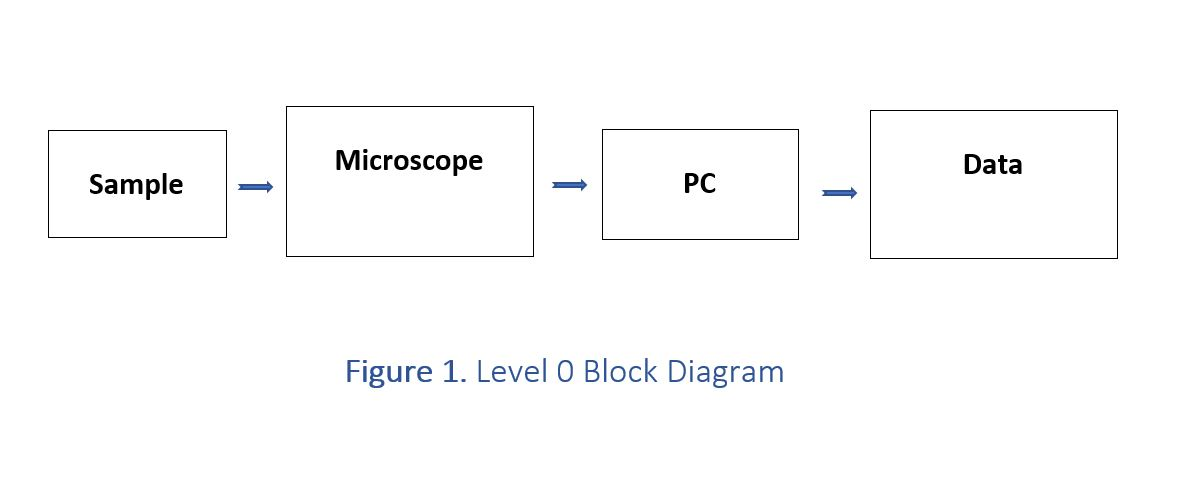 Sample
Microscope
PC
Data
Figure 1. Level 0 Block Diagram